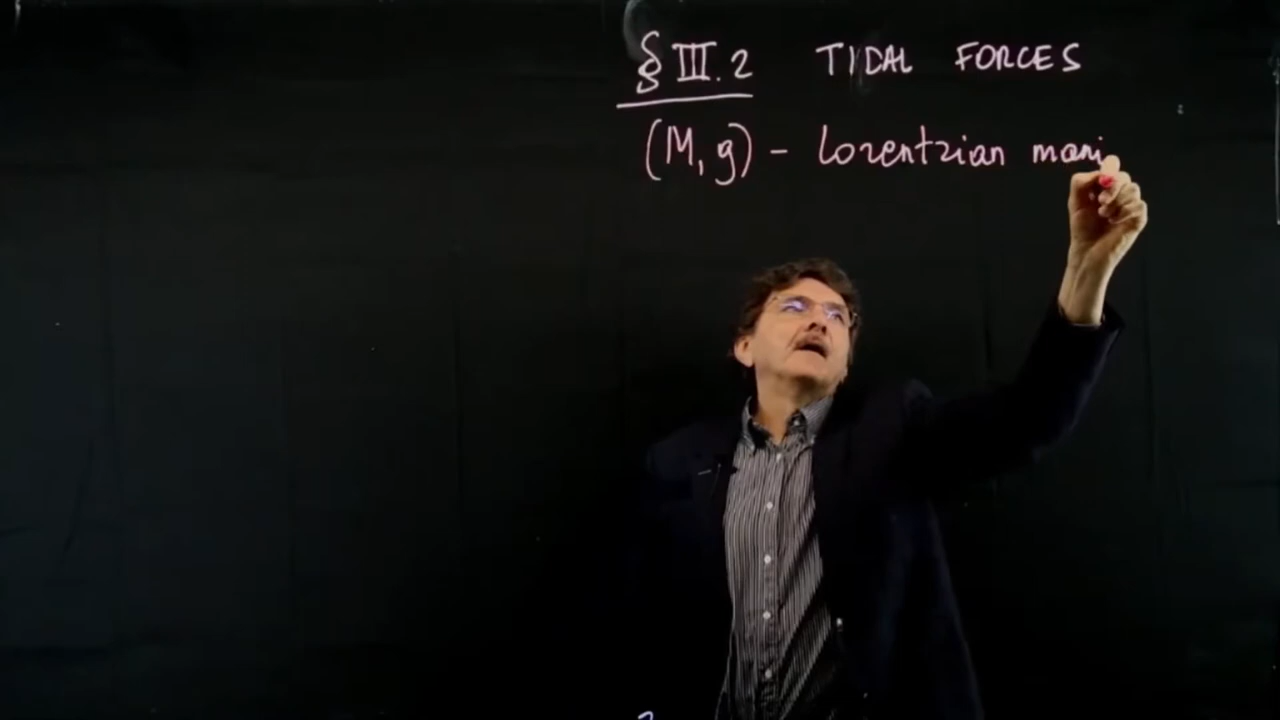 § III.2 TIDAL FORCES
(M, g) - Lorentzian mani